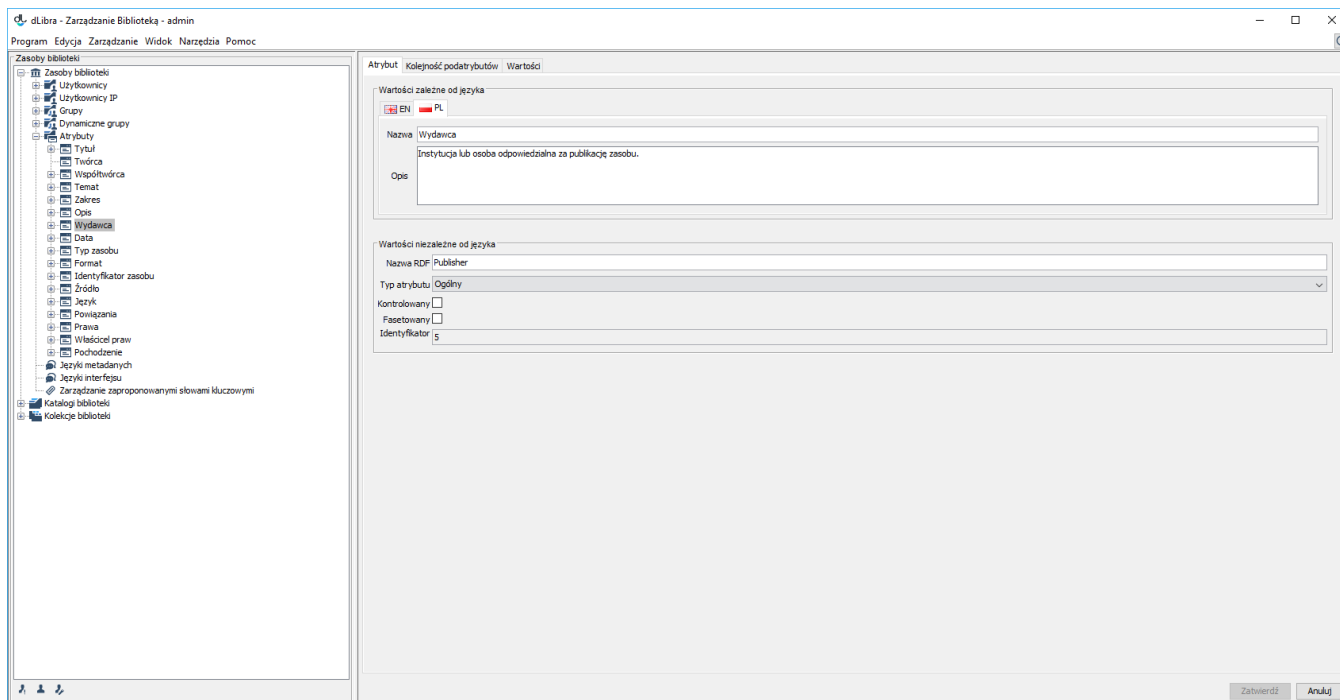 dLibra - Zarządzanie Biblioteką - admin
Program Edycja Zarządzanie Widok Narzędzia Pomoc
Zasoby biblioteki
Zasoby biblioteki
Użytkownicy
Użytkownicy IP
Grupy
Dynamiczne grupy
Atrybuty
Tytuł
Twórca
Współtwórca
Temat
Zakres
Opis
Wydawca
Data
Typ zasobu
Format
Identyfikator zasobu
Źródło
Język
Powiązania
Prawa
Właścicel praw
Pochodzenie
Języki metadanych
Języki interfejsu
Zarządzanie zaproponowanymi słowami kluczowymi
Katalogi biblioteki
Kolekcje biblioteki
Atrybut Kolejność podatrybutów Wartości
Wartości zależne od języka
EN PL
Nazwa Wydawca
Opis Instytucja lub osoba odpowiedzialna za publikację zasobu.
Wartości niezależne od języka
Nazwa RDF Publisher
Typ atrybutu Ogólny
Kontrolowany
Fasetowany
Identyfikator 5
Zatwierdź Anuluj